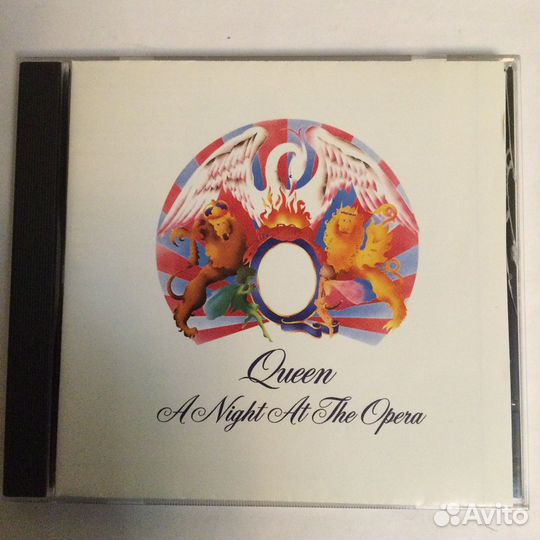 Queen
A Night At The Opera
Avito